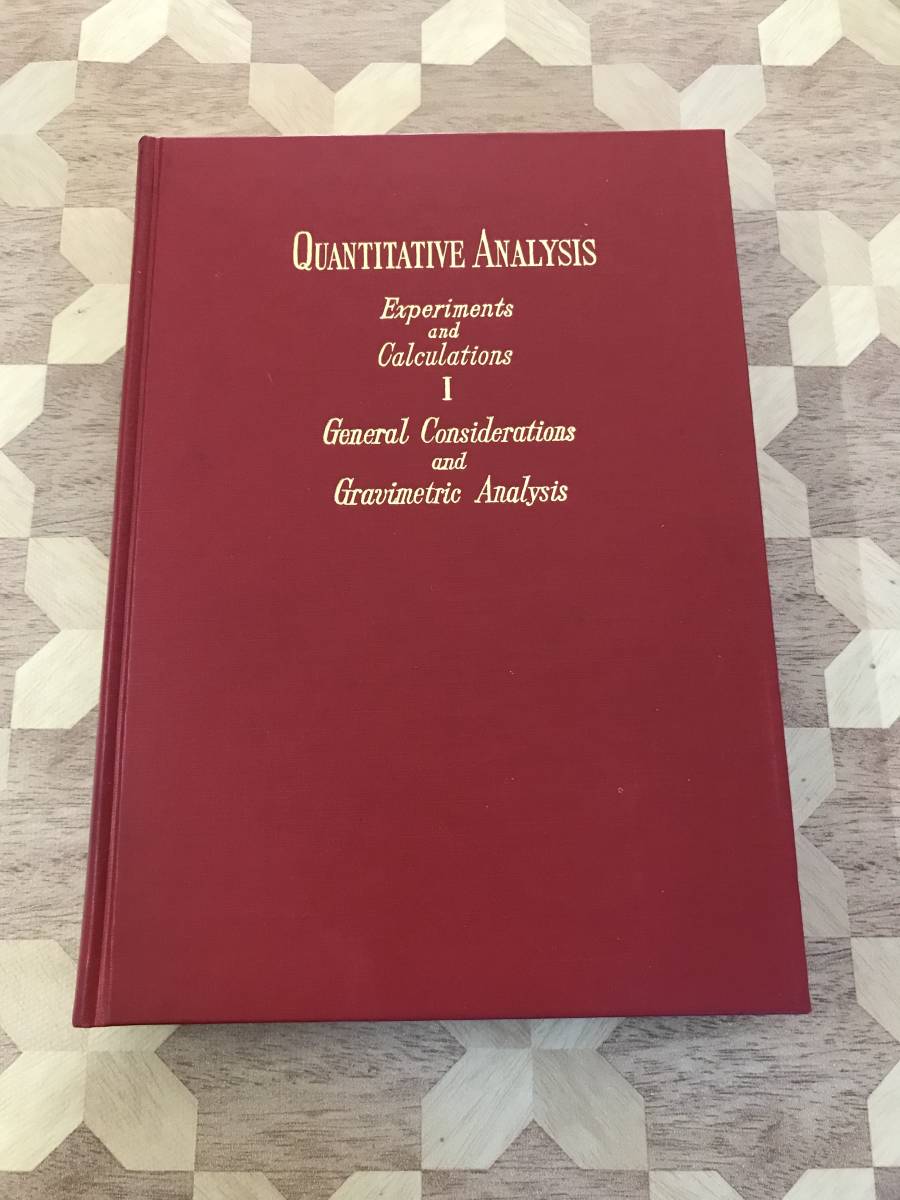 QUANTITATIVE ANALYSIS
Experiments
and
Calculations
I
General Considerations
and
Gravimetric Analysis